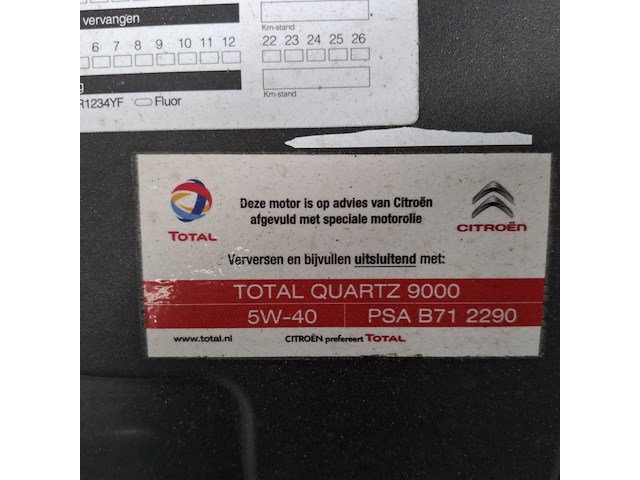 vervangen
Km-stand
6 7 8 9 10 11 12
22 23 24 25 26
Km-stand
R1234YF Fluor
Deze motor is op advies van Citroën
afgevuld met speciale motorolie
TOTAL
CITROËN
Verversen en bijvullen uitsluitend met:
TOTAL QUARTZ 9000
5W-40 PSA B71 2290
www.total.nl CITROËN prefereert TOTAL